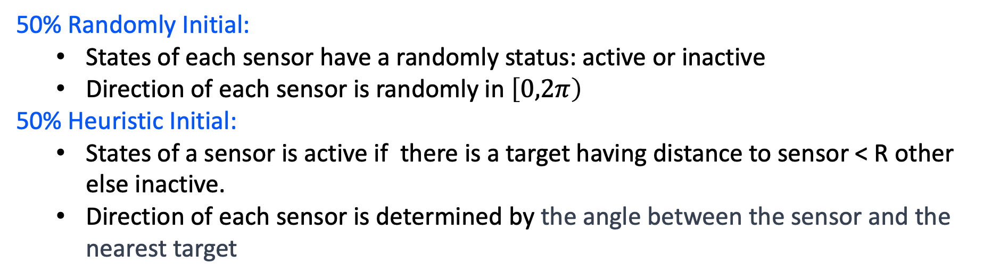 50% Randomly Initial:
• States of each sensor have a randomly status: active or inactive
• Direction of each sensor is randomly in [0,2π)
50% Heuristic Initial:
• States of a sensor is active if  there is a target having distance to sensor < R other
else inactive.
• Direction of each sensor is determined by the angle between the sensor and the
nearest target